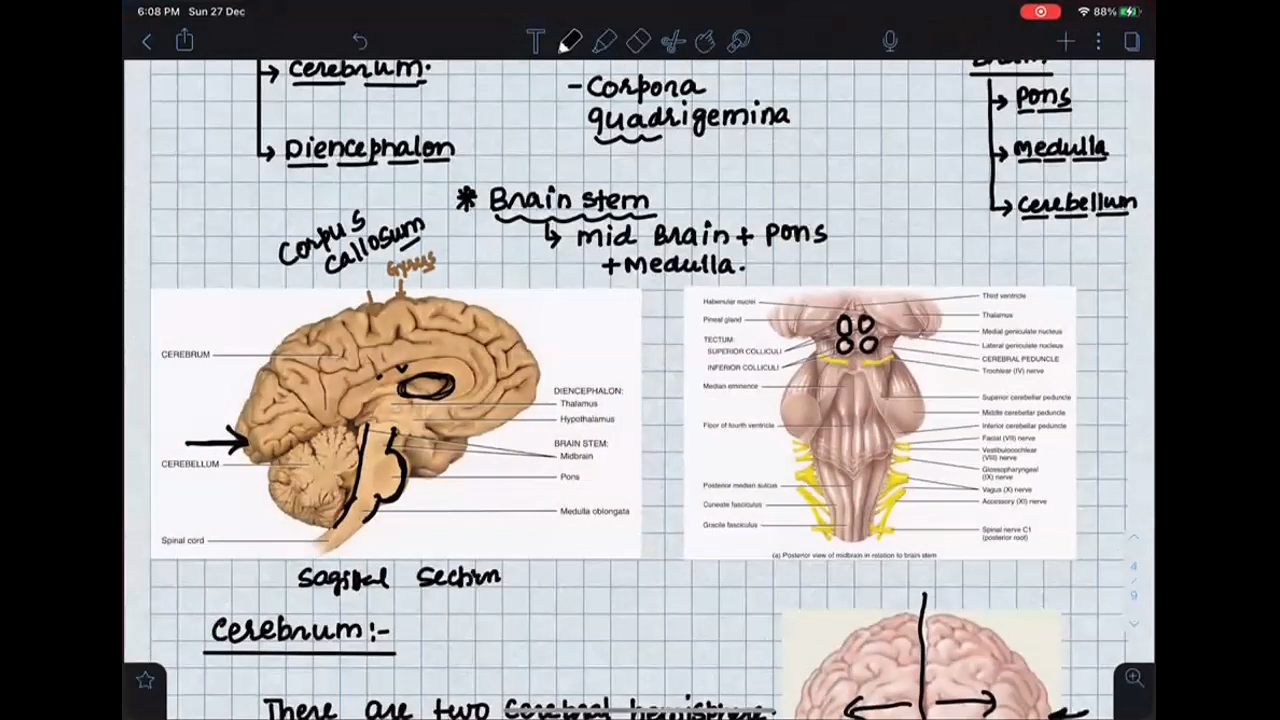 6:08 PM Sun 27 Dec
88%
→ Cerebrum.
→ Diencephalon
- Corpora
quadrigemina
→ Pons
→ Medulla
→ Cerebellum
* Brain stem
↳ Mid Brain + Pons
+ Medulla.
Corpus
callosum
Gyrus
CEREBRUM
CEREBELLUM
Spinal cord
DIENCEPHALON:
Thalamus
Hypothalamus
BRAIN STEM:
Midbrain
Pons
Medulla oblongata
Habenular nuclei
Pineal gland
TECTUM:
SUPERIOR COLLICULI
INFERIOR COLLICULI
Median eminence
Floor of fourth ventricle
Posterior median sulcus
Cuneate fasciculus
Gracile fasciculus
Third ventricle
Thalamus
Medial geniculate nucleus
Lateral geniculate nucleus
CEREBRAL PEDUNCLE
Trochlear (IV) nerve
Superior cerebellar peduncle
Middle cerebellar peduncle
Inferior cerebellar peduncle
Facial (VII) nerve
Vestibulocochlear
(VIII) nerve
Glossopharyngeal
(IX) nerve
Vagus (X) nerve
Accessory (XI) nerve
Spinal nerve C1
(posterior root)
(a) Posterior view of midbrain in relation to brain stem
Sagittal Section
4
/
9
Cerebrum :-
There are two cerebral hemisphere.